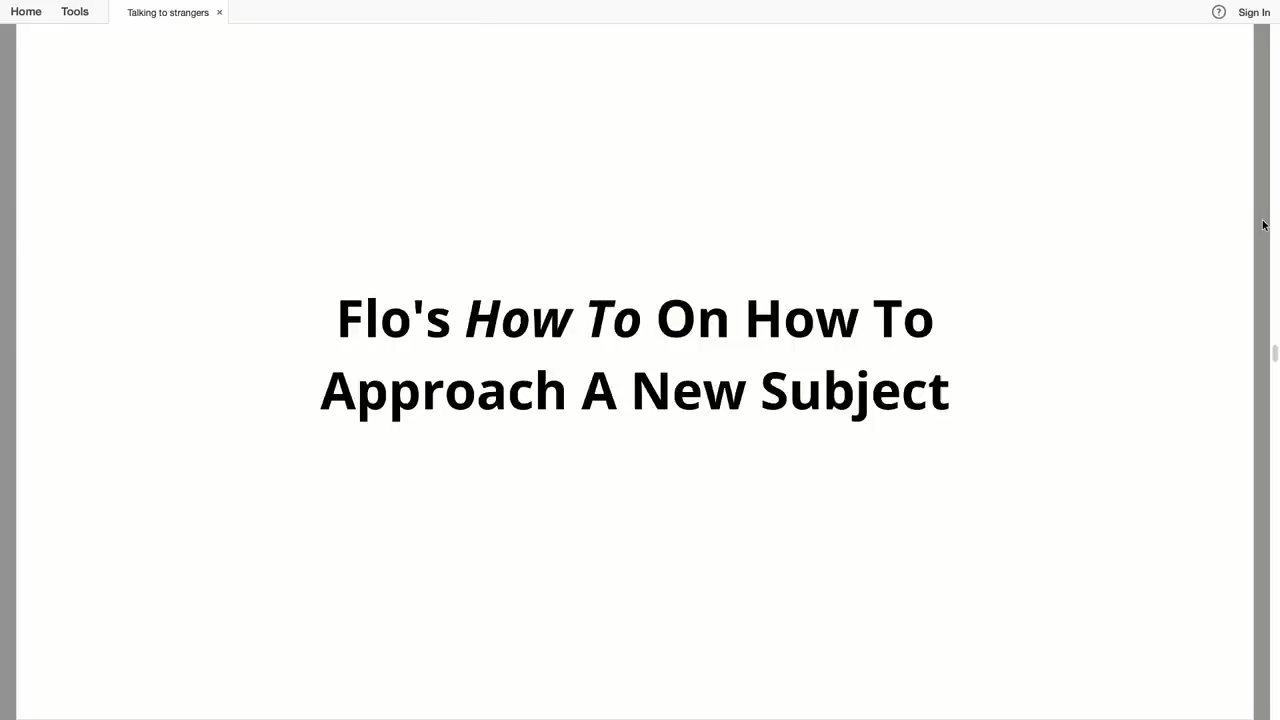 Home Tools Talking to strangers × ? Sign In
Flo's How To On How To
Approach A New Subject